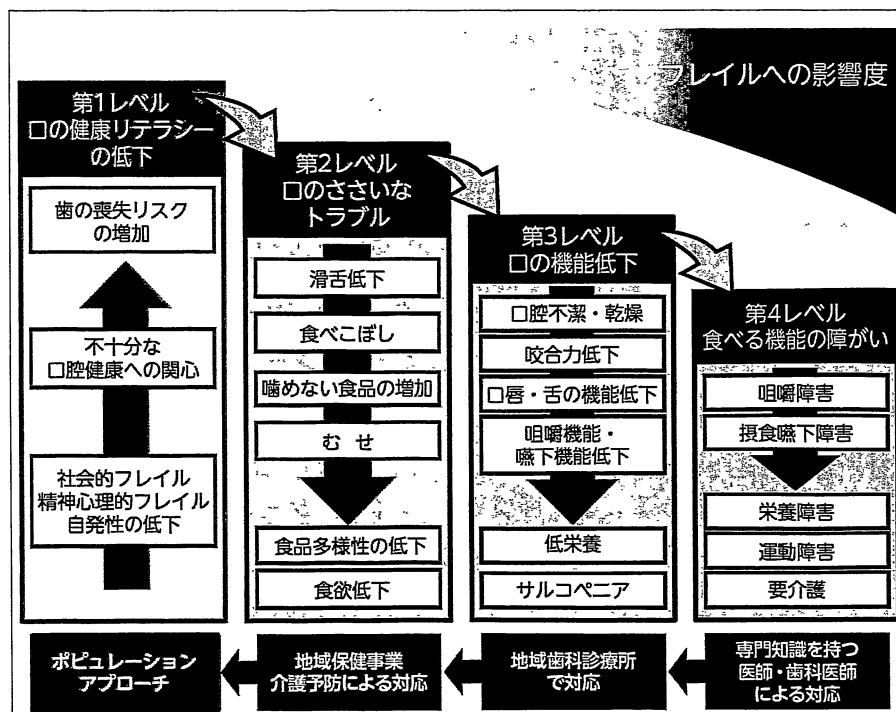 フレイルへの影響度
第1レベル
口の健康リテラシー
の低下
歯の喪失リスク
の増加
不十分な
口腔健康への関心
社会的フレイル
精神心理的フレイル
自発性の低下
ポピュレーション
アプローチ
第2レベル
口のささいな
トラブル
滑舌低下
食べこぼし
噛めない食品の増加
むせ
食品多様性の低下
食欲低下
地域保健事業
介護予防による対応
第3レベル
口の機能低下
口腔不潔・乾燥
咬合力低下
口唇・舌の機能低下
咀嚼機能・
嚥下機能低下
低栄養
サルコペニア
地域歯科診療所
で対応
第4レベル
食べる機能の障がい
咀嚼障害
摂食嚥下障害
栄養障害
運動障害
要介護
専門知識を持つ
医師・歯科医師
による対応